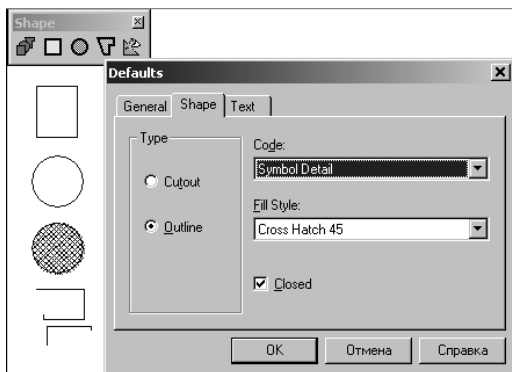 Shape
Defaults
General Shape Text
Type
Cutout
Outline
Code:
Symbol Detail
Fill Style:
Cross Hatch 45
Closed
OK Отмена Справка